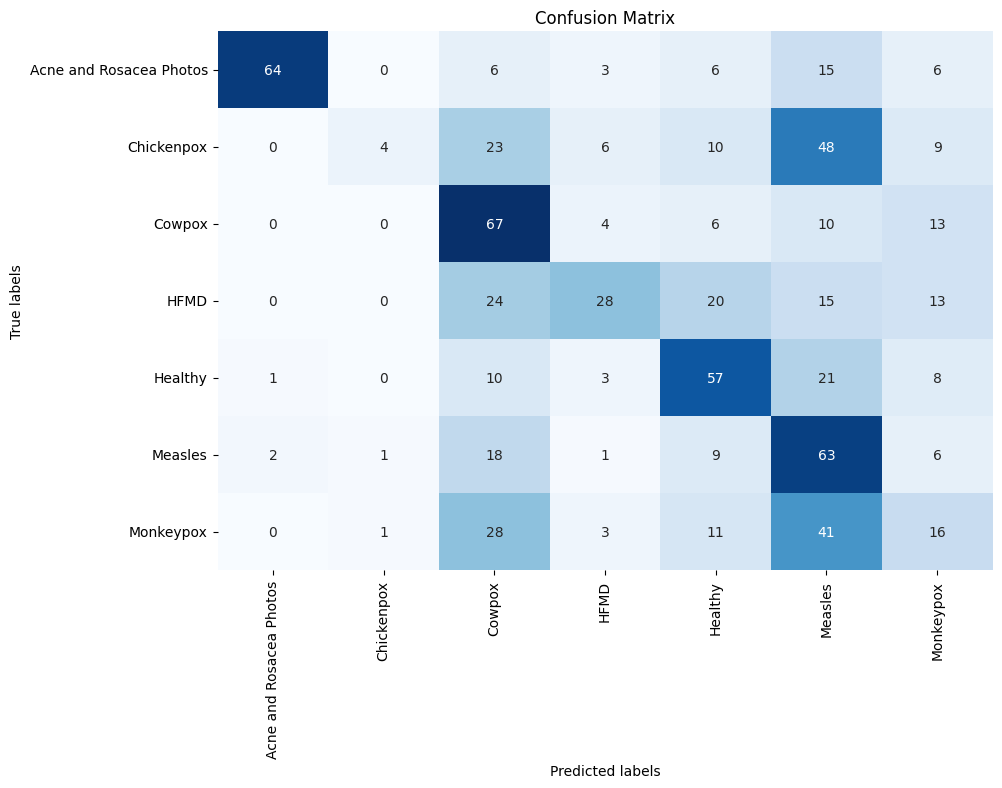 Confusion Matrix
Acne and Rosacea Photos 64 0 6 3 6 15 6
Chickenpox 0 4 23 6 10 48 9
Cowpox 0 0 67 4 6 10 13
HFMD 0 0 24 28 20 15 13
Healthy 1 0 10 3 57 21 8
Measles 2 1 18 1 9 63 6
Monkeypox 0 1 28 3 11 41 16
True labels
Acne and Rosacea Photos Chickenpox Cowpox HFMD Healthy Measles Monkeypox
Predicted labels